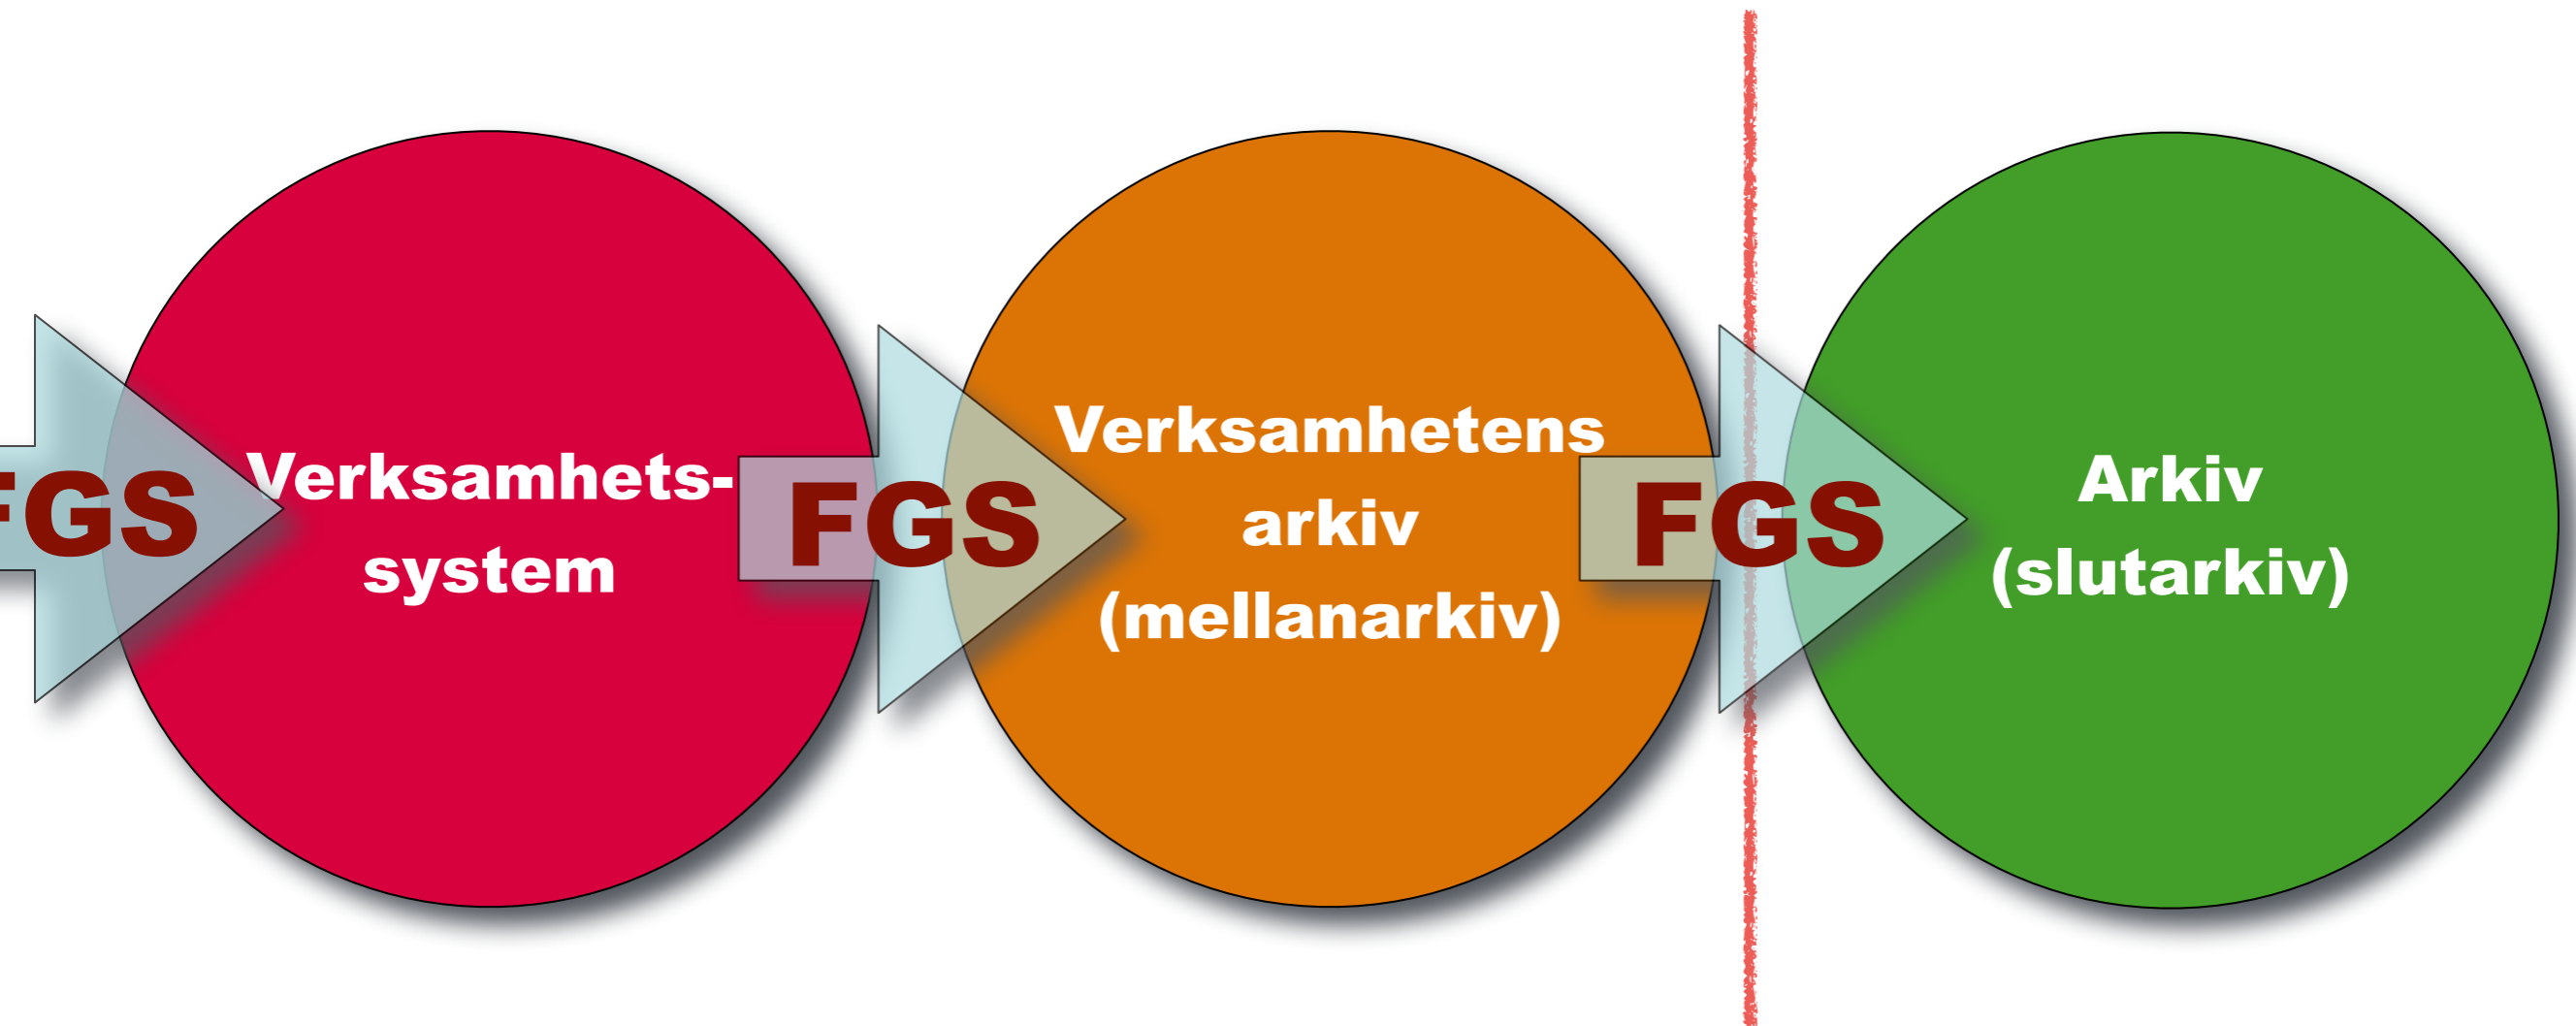 FGS
Verksamhets-
system
FGS
Verksamhetens
arkiv
(mellanarkiv)
FGS
Arkiv
(slutarkiv)